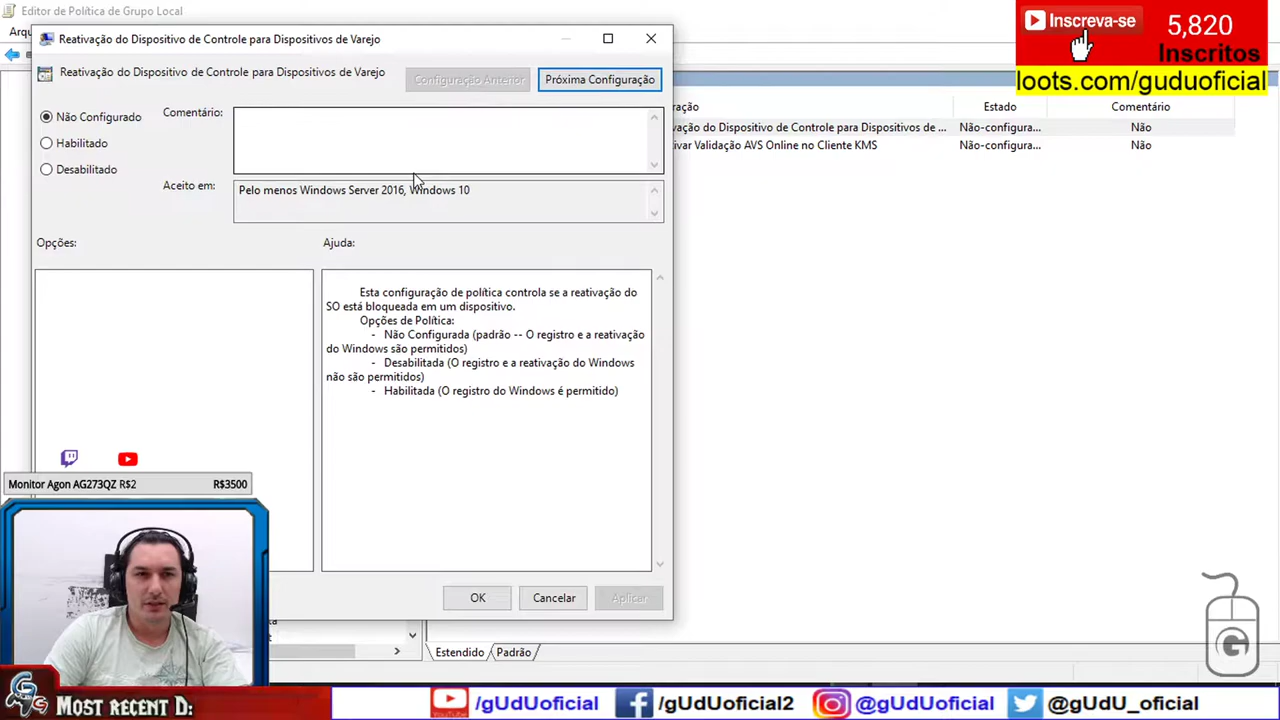 Editor de Política de Grupo Local
Arqu
Reativação do Dispositivo de Controle para Dispositivos de Varejo
Reativação do Dispositivo de Controle para Dispositivos de Varejo
Configuração Anterior
Próxima Configuração
Não Configurado
Habilitado
Desabilitado
Comentário:
Aceito em:
Pelo menos Windows Server 2016, Windows 10
Opções:
Ajuda:
Esta configuração de política controla se a reativação do
SO está bloqueada em um dispositivo.
Opções de Política:
- Não Configurada (padrão -- O registro e a reativação
do Windows são permitidos)
- Desabilitada (O registro e a reativação do Windows
não são permitidos)
- Habilitada (O registro do Windows é permitido)
OK
Cancelar
Aplicar
ração
Estado
Comentário
vação do Dispositivo de Controle para Dispositivos de ...
Não-configura...
Não
ivar Validação AVS Online no Cliente KMS
Não-configura...
Não
Estendido
Padrão
Inscreva-se
5,820
Inscritos
loots.com/guduoficial
Monitor Agon AG273QZ R$2
R$3500
Most recent D:
YouTube
/gUdUoficial
/gUdUoficial2
@gUdUoficial
@gUdU_oficial
G